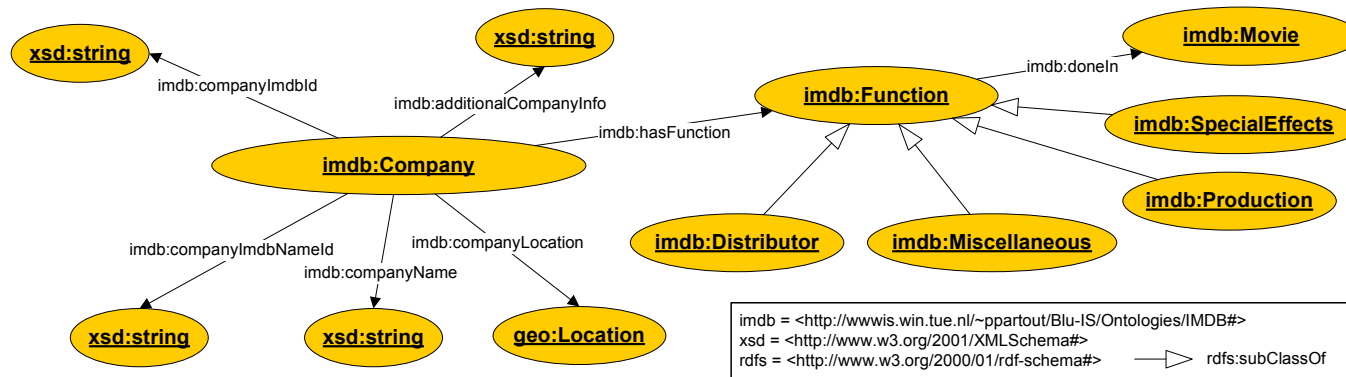 xsd:string
xsd:string
imdb:Movie
imdb:companyImdbId
imdb:additionalCompanyInfo
imdb:doneIn
imdb:Function
imdb:hasFunction
imdb:SpecialEffects
imdb:Company
imdb:Production
imdb:companyImdbNameId
imdb:companyName
imdb:companyLocation
imdb:Distributor
imdb:Miscellaneous
xsd:string
xsd:string
geo:Location
imdb = <http://wwwis.win.tue.nl/~ppartout/Blu-IS/Ontologies/IMDB#>
xsd = <http://www.w3.org/2001/XMLSchema#>
rdfs = <http://www.w3.org/2000/01/rdf-schema#>
rdfs:subClassOf